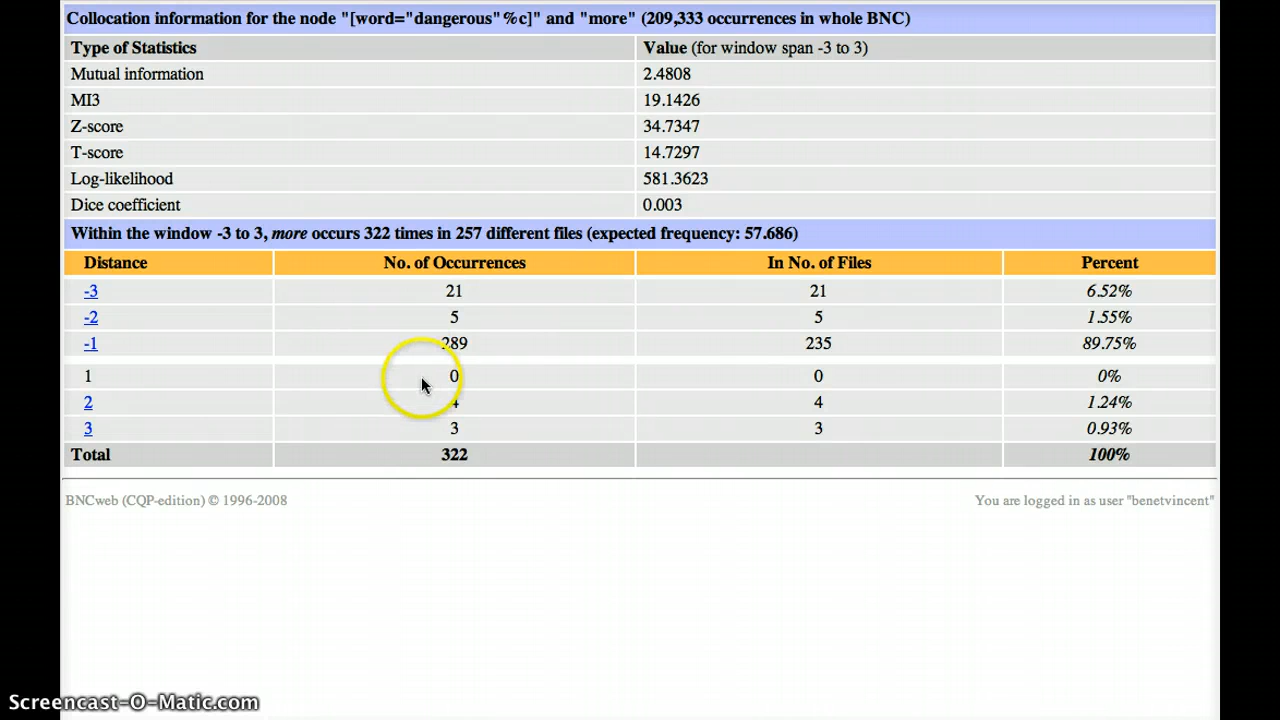 Collocation information for the node "[word="dangerous"%c]" and "more" (209,333 occurrences in whole BNC)
Type of Statistics Value (for window span -3 to 3)
Mutual information 2.4808
MI3 19.1426
Z-score 34.7347
T-score 14.7297
Log-likelihood 581.3623
Dice coefficient 0.003
Within the window -3 to 3, more occurs 322 times in 257 different files (expected frequency: 57.686)
Distance No. of Occurrences In No. of Files Percent
-3 21 21 6.52%
-2 5 5 1.55%
-1 289 235 89.75%
1 0 0 0%
2 4 4 1.24%
3 3 3 0.93%
Total 322 100%
BNCweb (CQP-edition) © 1996-2008 You are logged in as user "benetvincent"
Screencast-O-Matic.com